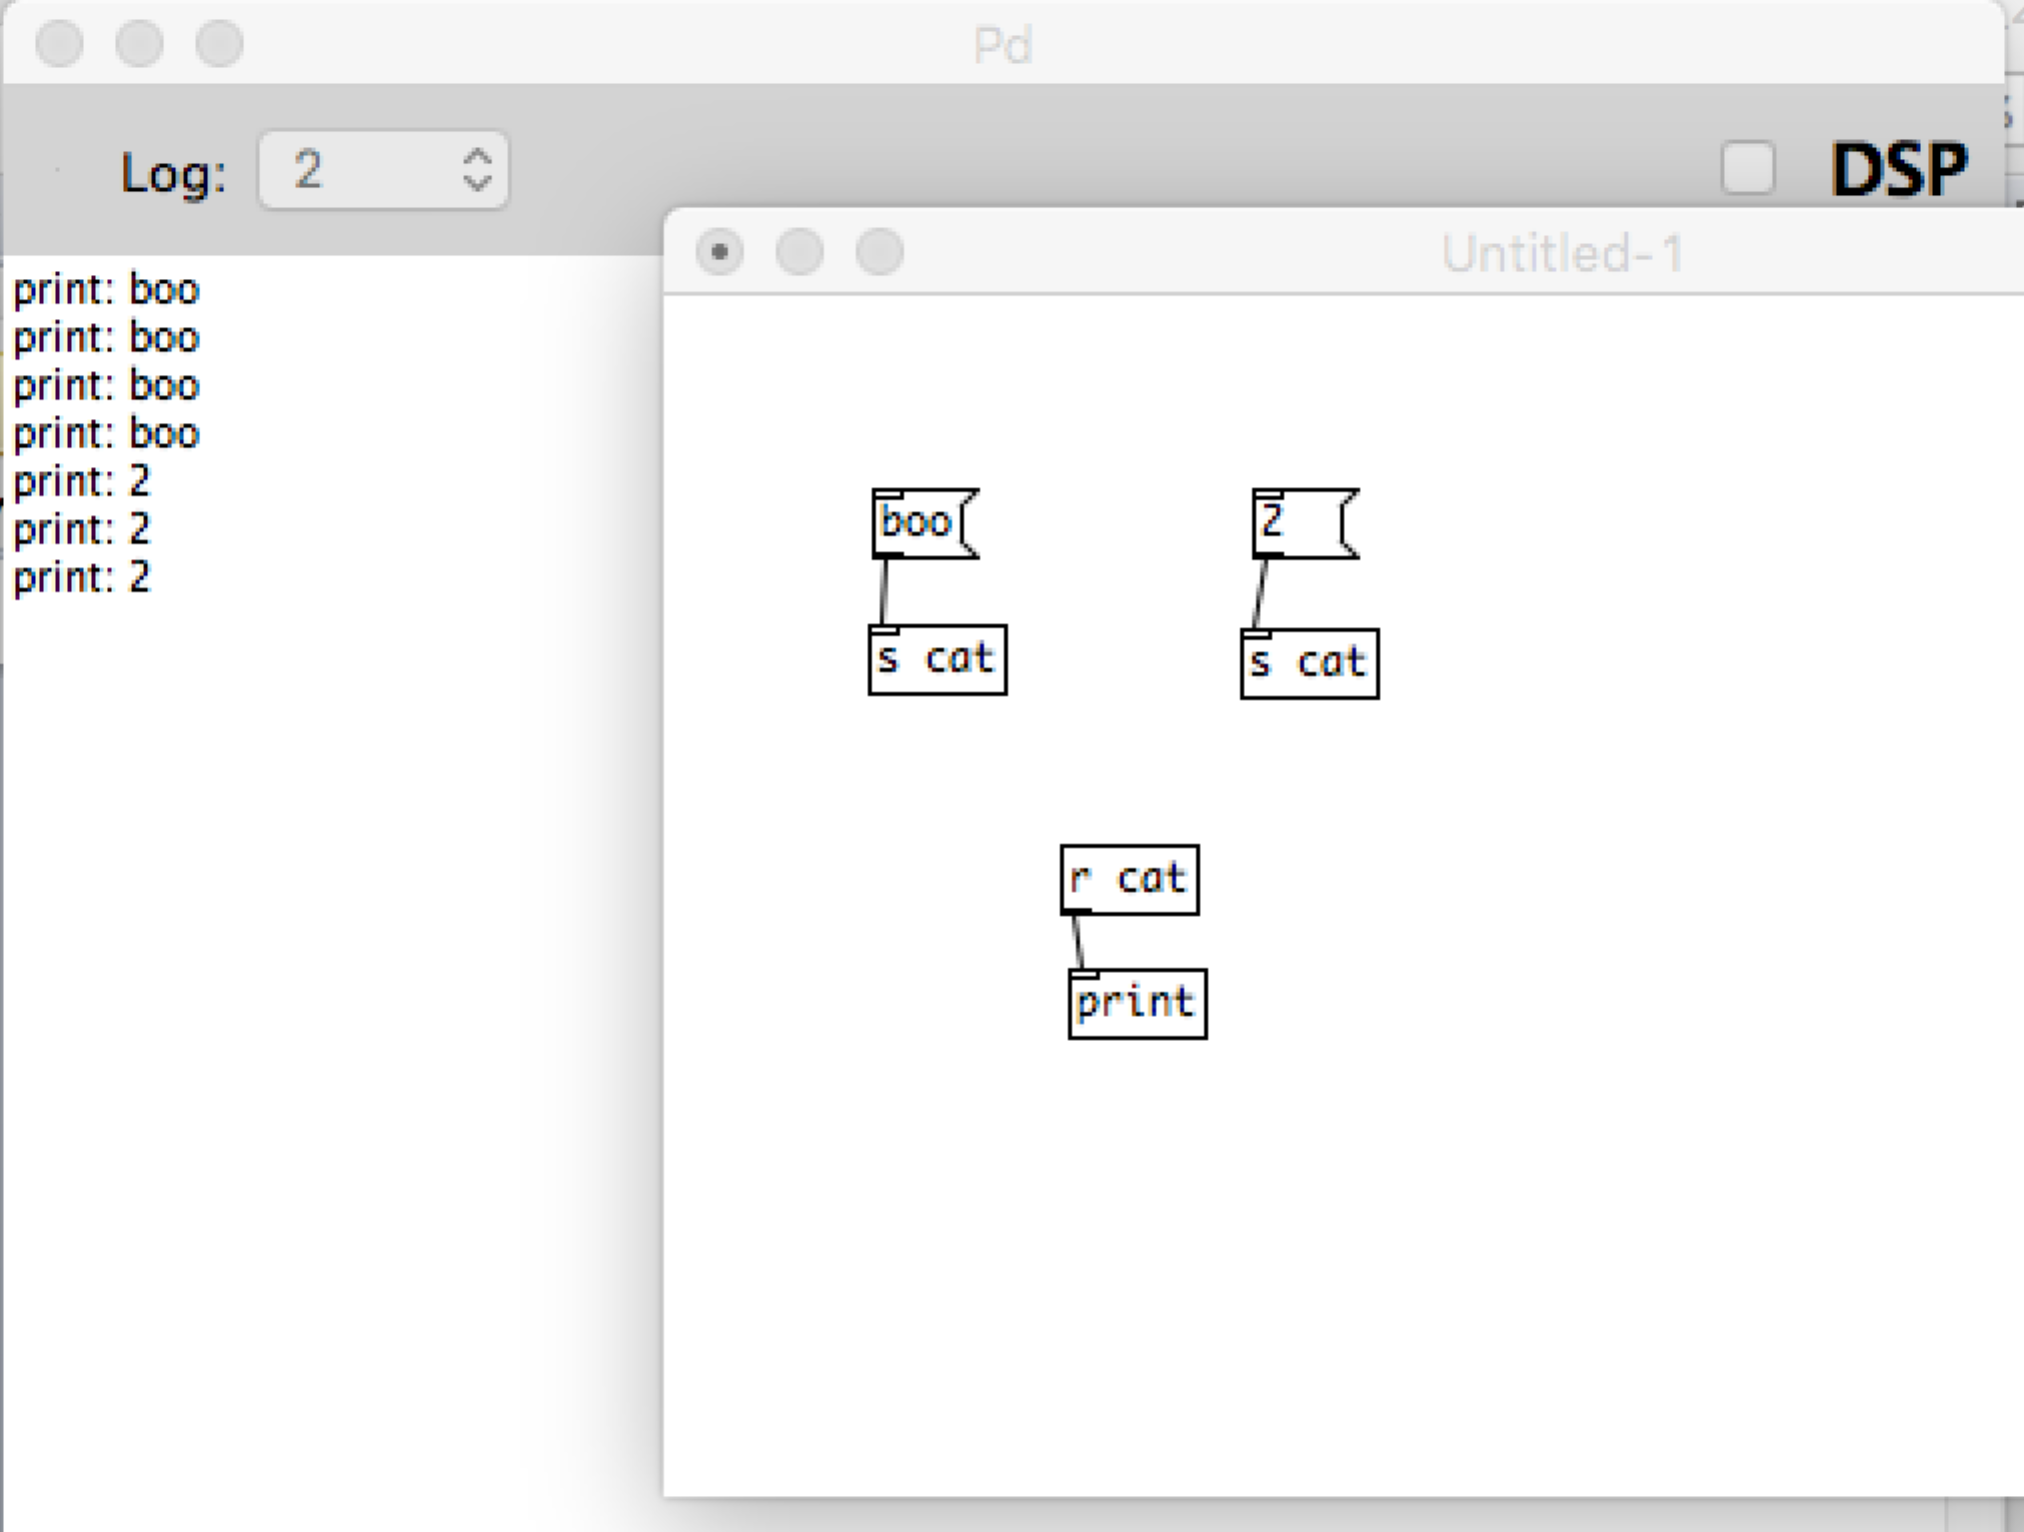 Pd
Log: 2
DSP
print: boo
print: boo
print: boo
print: boo
print: 2
print: 2
print: 2
Untitled-1
boo
2
s cat
s cat
r cat
print